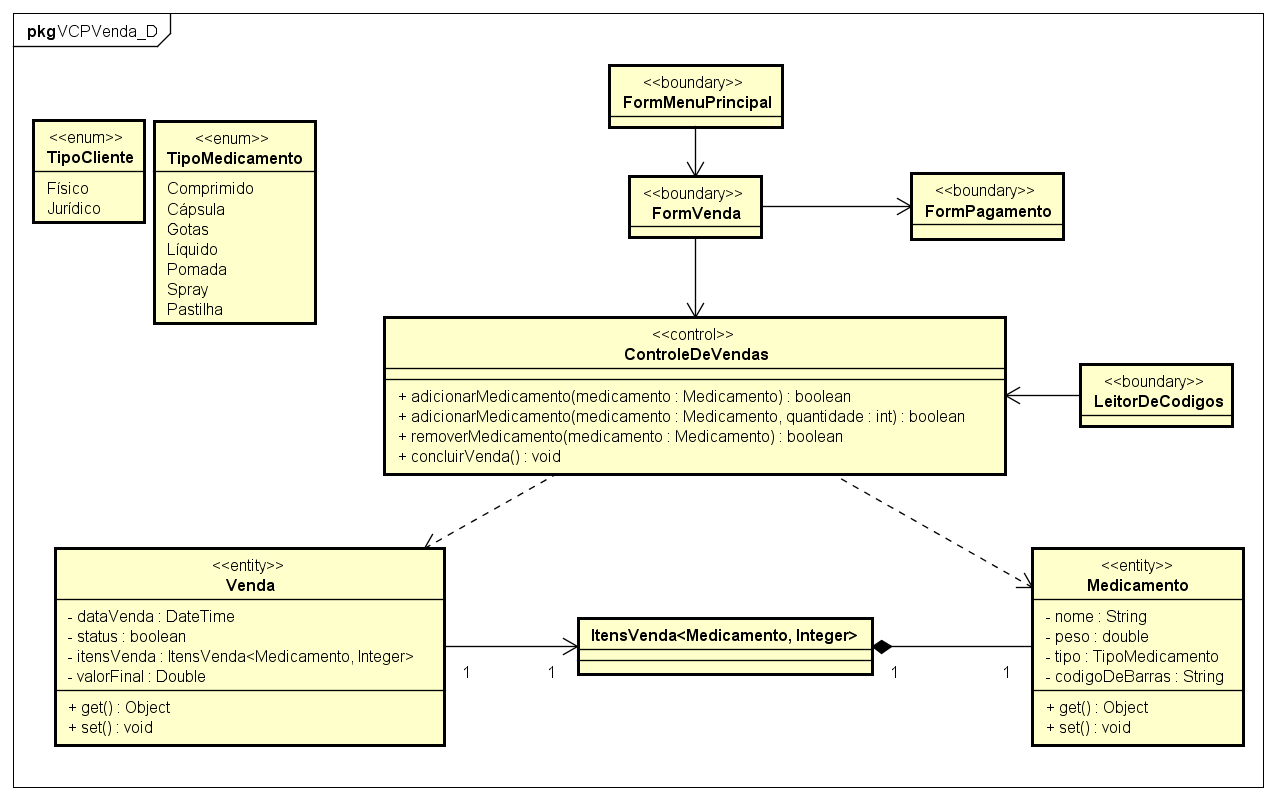 pkg VCPVenda_D
<<enum>>
TipoCliente
Físico
Jurídico
<<enum>>
TipoMedicamento
Comprimido
Cápsula
Gotas
Líquido
Pomada
Spray
Pastilha
<<boundary>>
FormMenuPrincipal
<<boundary>>
FormVenda
<<boundary>>
FormPagamento
<<control>>
ControleDeVendas
+ adicionarMedicamento(medicamento : Medicamento) : boolean
+ adicionarMedicamento(medicamento : Medicamento, quantidade : int) : boolean
+ removerMedicamento(medicamento : Medicamento) : boolean
+ concluirVenda() : void
<<boundary>>
LeitorDeCodigos
<<entity>>
Venda
- dataVenda : DateTime
- status : boolean
- itensVenda : ItensVenda<Medicamento, Integer>
- valorFinal : Double
+ get() : Object
+ set() : void
1
1
ItensVenda<Medicamento, Integer>
1
1
<<entity>>
Medicamento
- nome : String
- peso : double
- tipo : TipoMedicamento
- codigoDeBarras : String
+ get() : Object
+ set() : void